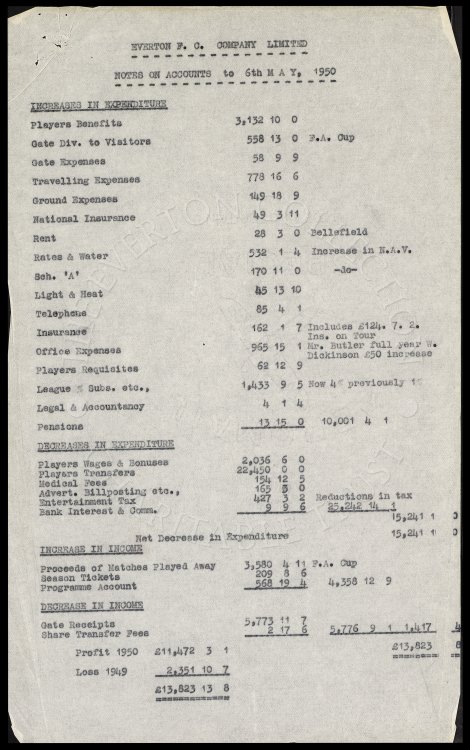 EVERTON F. C. COMPANY LIMITED
NOTES ON ACCOUNTS to 6th M A Y, 1950
INCREASES IN EXPENDITURE
Players Benefits 3,132 10 0
Gate Div. to Visitors 558 13 0 F.A. Cup
Gate Expenses 58 9 9
Travelling Expenses 778 16 6
Ground Expenses 149 18 9
National Insurance 49 3 11
Rent 28 3 0 Bellefield
Rates & Water 532 1 4 Increase in N.A.V.
Sch. 'A' 170 11 0 -do-
Light & Heat 45 13 10
Telephone 85 4 1
Insurance 162 1 7 Includes £124. 7. 2.
Ins. on Tour
Office Expenses 965 15 1 Mr. Butler full year W.
Dickinson £50 increase
Players Requisites 62 12 9
League % Subs. etc., 1,433 9 5 Now 4% previously 1%
Legal & Accountancy 4 1 4
Pensions 13 15 0 10,001 4 1
DECREASES IN EXPENDITURE
Players Wages & Bonuses 2,036 6 0
Players Transfers 22,450 0 0
Medical Fees 154 12 5
Advert. Billposting etc., 165 3 0
Entertainment Tax 427 3 2 Reductions in tax
Bank Interest & Comm. 9 9 6 25,242 14 1
15,241 1 0
Net Decrease in Expenditure 15,241 1 0
INCREASE IN INCOME
Proceeds of Matches Played Away 3,580 4 11 F.A. Cup
Season Tickets 209 8 6
Programme Account 568 19 4 4,358 12 9
DECREASE IN INCOME
Gate Receipts 5,773 11 7
Share Transfer Fees 2 17 6 5,776 9 1 1,417 4
Profit 1950 £11,472 3 1 £13,823 8
Loss 1949 2,351 10 7
£13,823 13 8